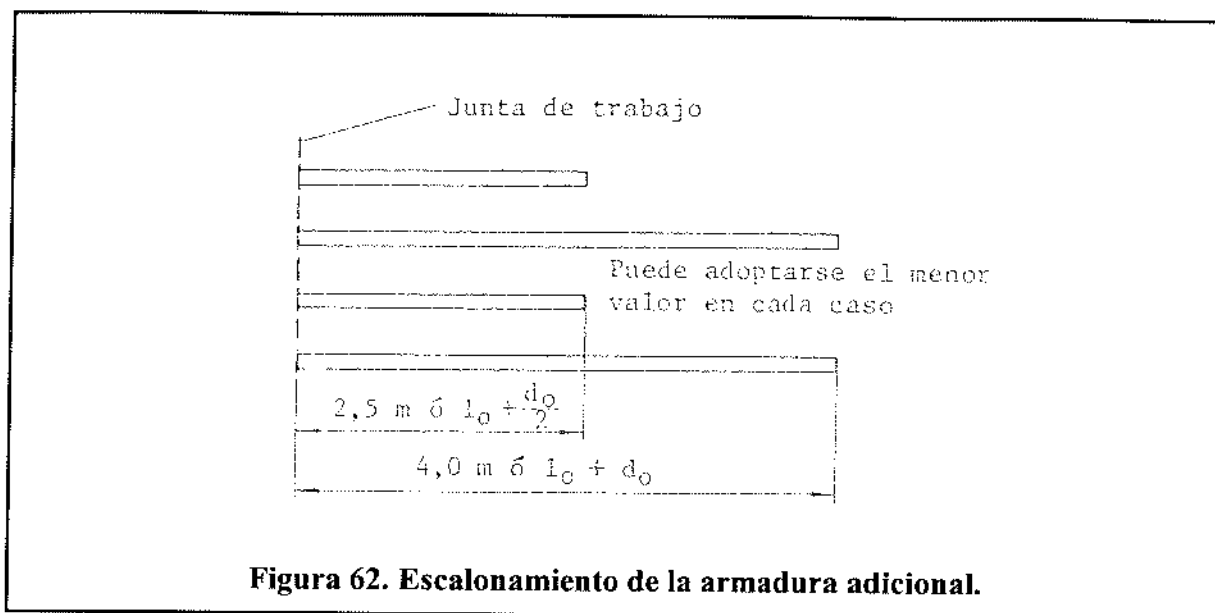 Junta de trabajo
Puede adoptarse el menor
valor en cada caso
2,5 m ó l₀ + d₀/2
4,0 m ó l₀ + d₀
Figura 62. Escalonamiento de la armadura adicional.